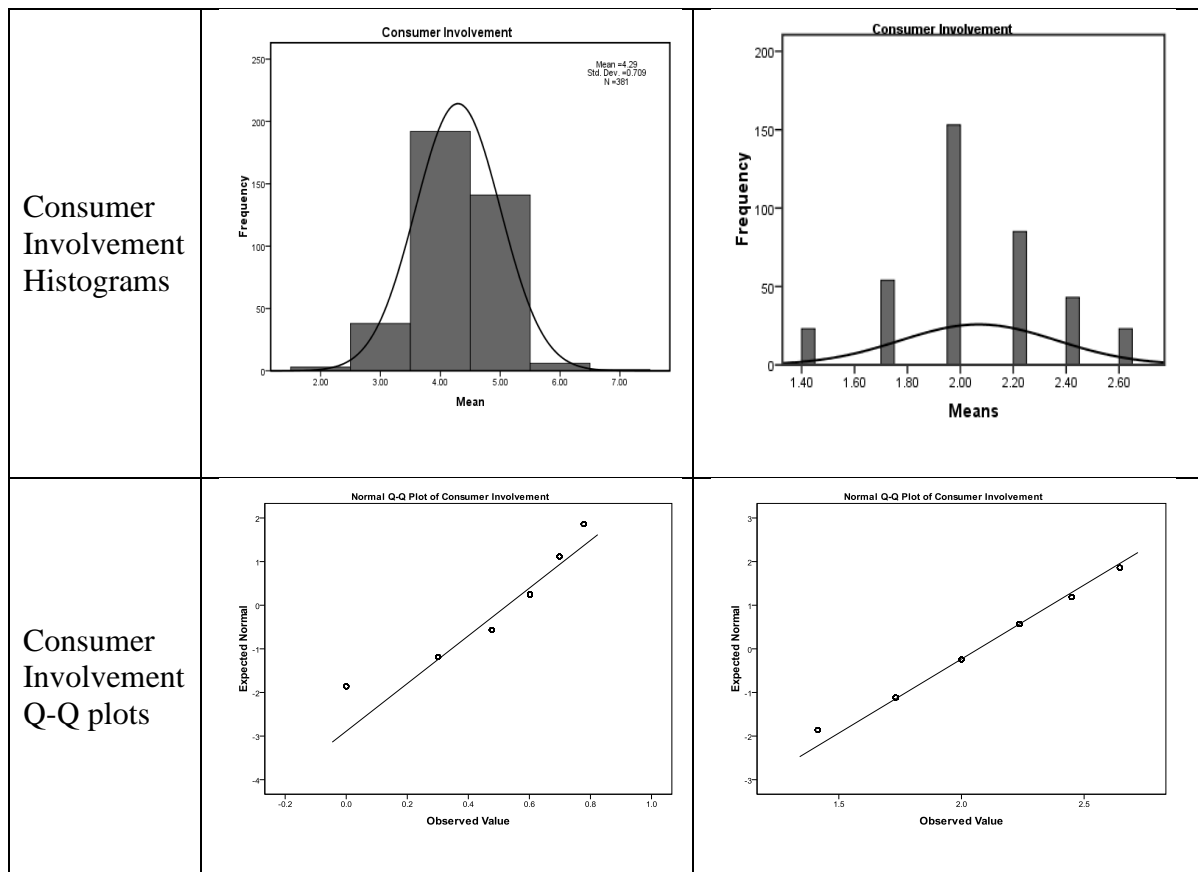 Consumer
Involvement
Histograms
Consumer Involvement
Mean =4.29
Std. Dev. =0.709
N =381
250
200
150
100
50
0
Frequency
2.00 3.00 4.00 5.00 6.00 7.00
Mean
Consumer Involvement
200
150
100
50
0
Frequency
1.40 1.60 1.80 2.00 2.20 2.40 2.60
Means
Consumer
Involvement
Q-Q plots
Normal Q-Q Plot of Consumer Involvement
2
1
0
-1
-2
-3
-4
Expected Normal
-0.2 0.0 0.2 0.4 0.6 0.8 1.0
Observed Value
Normal Q-Q Plot of Consumer Involvement
3
2
1
0
-1
-2
-3
Expected Normal
1.5 2.0 2.5
Observed Value